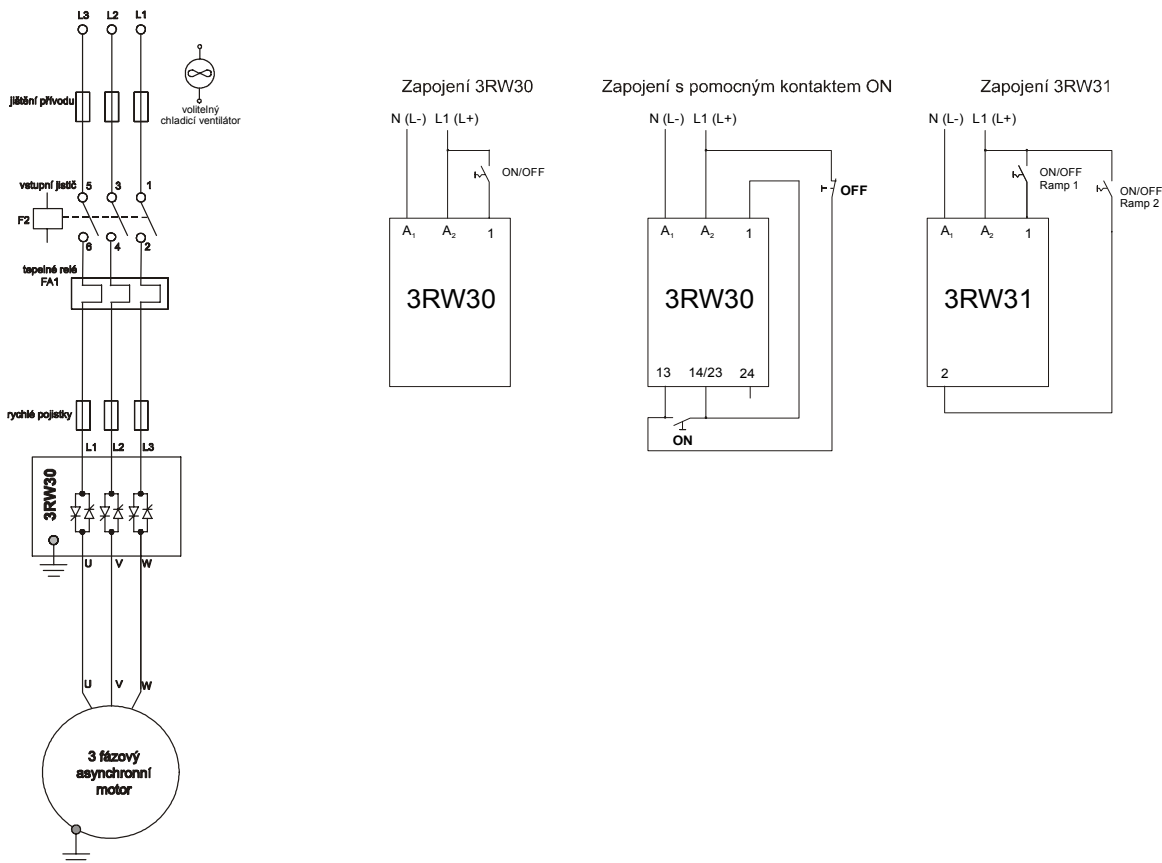 L3 L2 L1
jištění přívodu
volitelný
chladicí ventilátor
vstupní jistič
5 3 1
F2
6 4 2
tepelné relé
FA1
rychlé pojistky
L1 L2 L3
3RW30
U V W
U V W
3 fázový
asynchronní
motor
Zapojení 3RW30
N (L-) L1 (L+)
ON/OFF
A₁ A₂ 1
3RW30
Zapojení s pomocným kontaktem ON
N (L-) L1 (L+)
OFF
A₁ A₂ 1
3RW30
13 14/23 24
ON
Zapojení 3RW31
N (L-) L1 (L+)
ON/OFF
Ramp 1
ON/OFF
Ramp 2
A₁ A₂ 1
3RW31
2